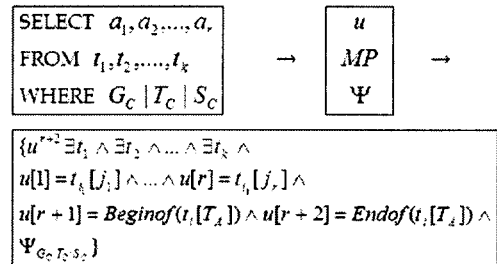 SELECT a₁,a₂,...,aᵣ
FROM t₁,t₂,...,tₖ → MP →
WHERE G_C | T_C | S_C
u
Ψ
{u^{r+2} ∃t₁ ∧ ∃t₂ ∧ ... ∧ ∃tₖ ∧
u[1] = t_{i₁}[j₁] ∧ ... ∧ u[r] = t_{i₁}[jᵣ] ∧
u[r + 1] = Beginof(tᵢ[T_A]) ∧ u[r + 2] = Endof(tᵢ[T_A]) ∧
Ψ_{G_C T_C S_C}}